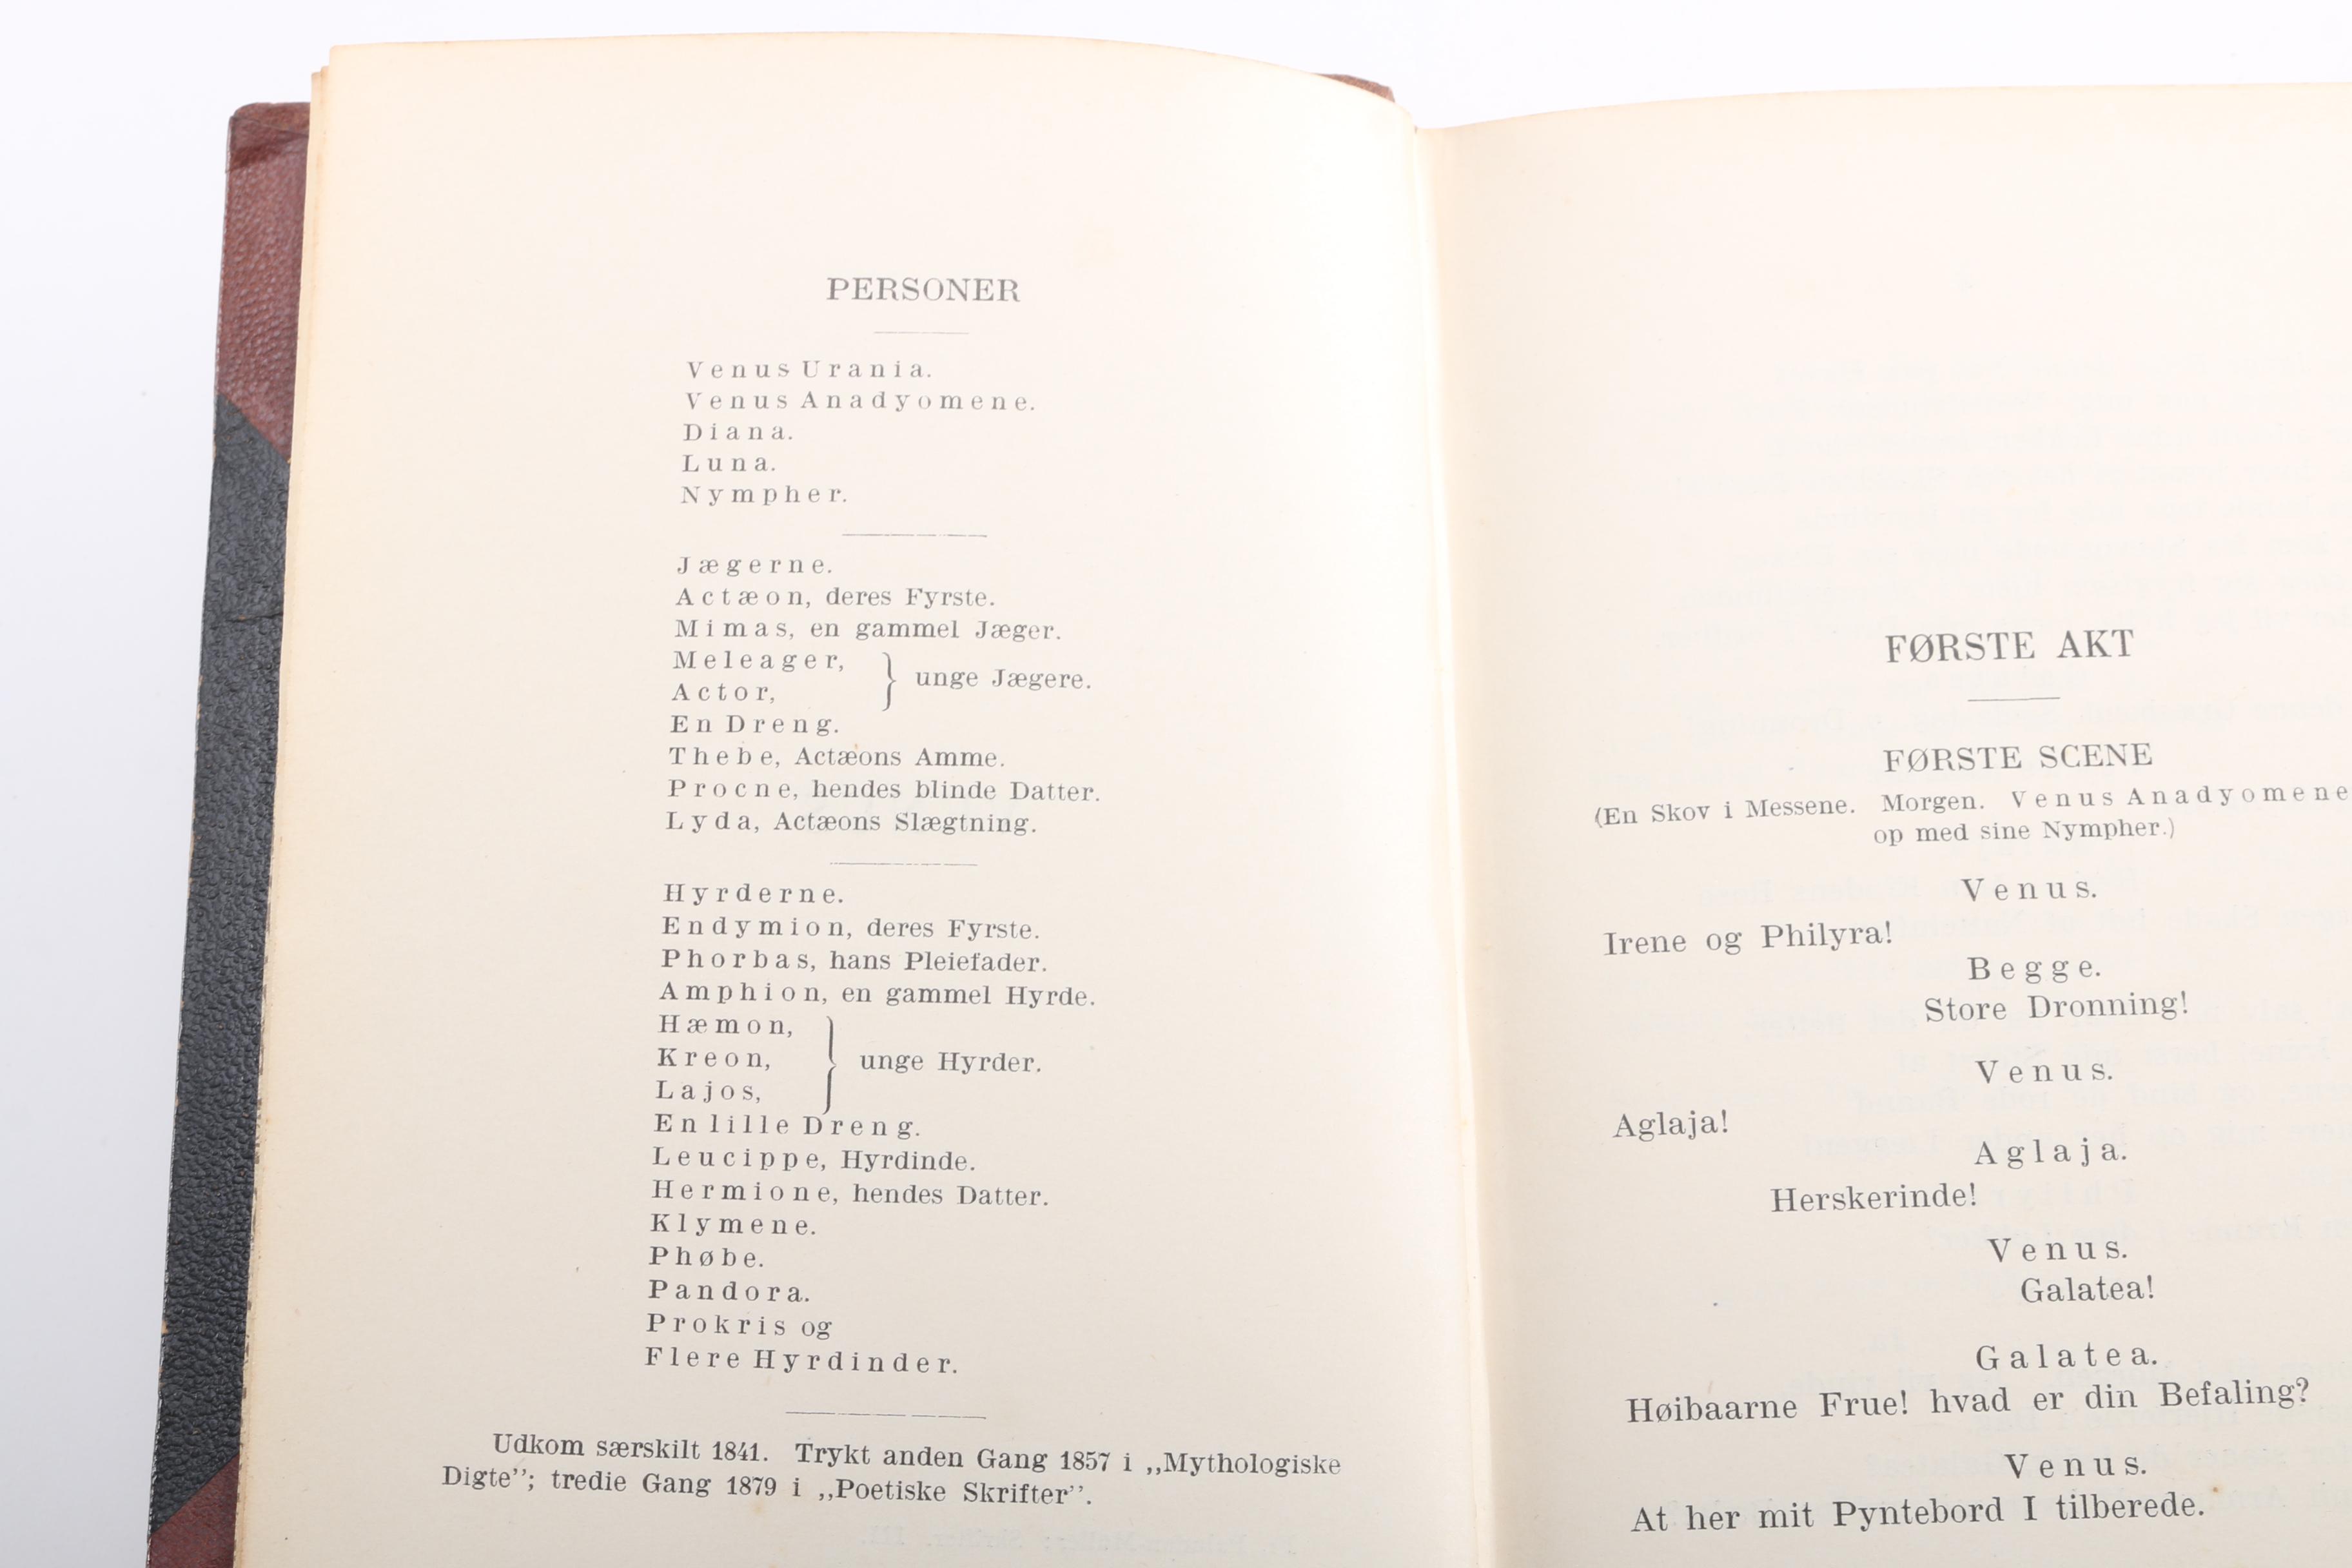 PERSONER
Venus Urania.
Venus Anadyomene.
Diana.
Luna.
Nympher.
Jægerne.
Actæon, deres Fyrste.
Mimas, en gammel Jæger.
Meleager,
Actor,
} unge Jægere.
En Dreng.
Thebe, Actæons Amme.
Procne, hendes blinde Datter.
Lyda, Actæons Slægtning.
Hyrderne.
Endymion, deres Fyrste.
Phorbas, hans Pleiefader.
Amphion, en gammel Hyrde.
Hæmon,
Kreon,
Lajos,
} unge Hyrder.
En lille Dreng.
Leucippe, Hyrdinde.
Hermione, hendes Datter.
Klymene.
Phøbe.
Pandora.
Prokris og
Flere Hyrdinder.
Udkom særskilt 1841. Trykt anden Gang 1857 i ,,Mythologiske
Digte"; tredie Gang 1879 i ,,Poetiske Skrifter".
FØRSTE AKT
FØRSTE SCENE
(En Skov i Messene. Morgen. Venus Anadyomene
op med sine Nympher.)
Venus.
Irene og Philyra!
Begge.
Store Dronning!
Venus.
Aglaja!
Aglaja.
Herskerinde!
Venus.
Galatea!
Galatea.
Høibaarne Frue! hvad er din Befaling?
Venus.
At her mit Pyntebord I tilberede.